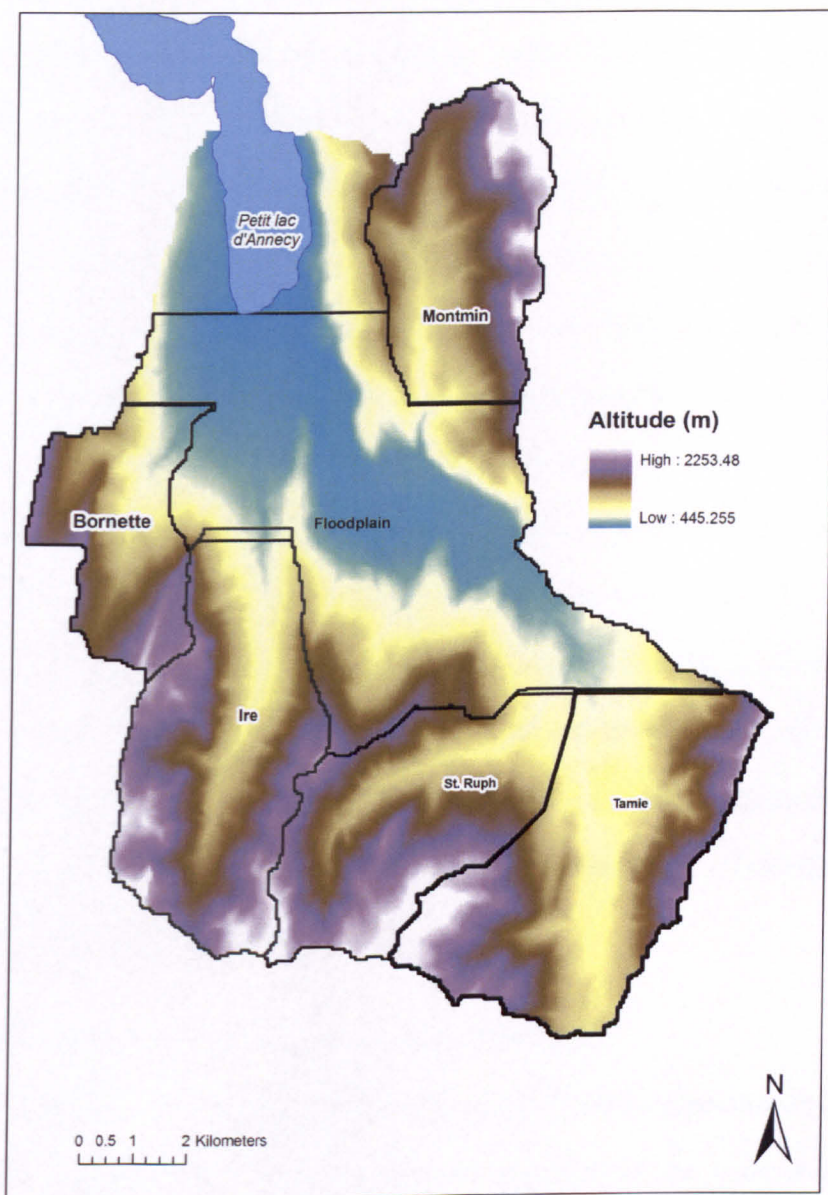 Petit lac
d'Annecy
Montmin
Altitude (m)
High : 2253.48
Low : 445.255
Bornette
Floodplain
Ire
St. Ruph
Tamie
N
0 0.5 1 2 Kilometers